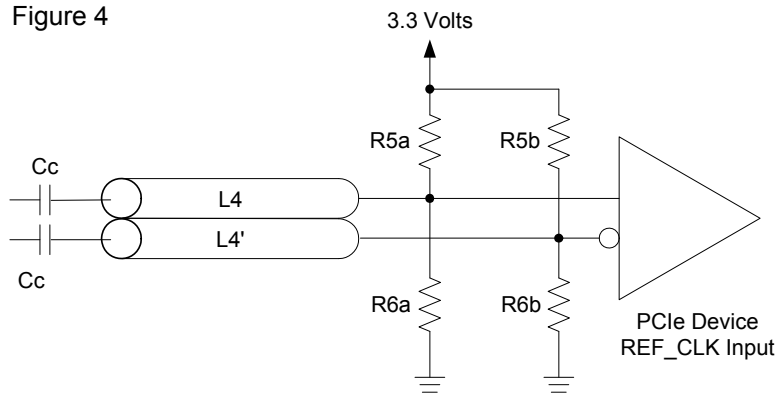 Figure 4
3.3 Volts
R5a
R5b
Cc
L4
L4'
Cc
R6a
R6b
PCIe Device
REF_CLK Input